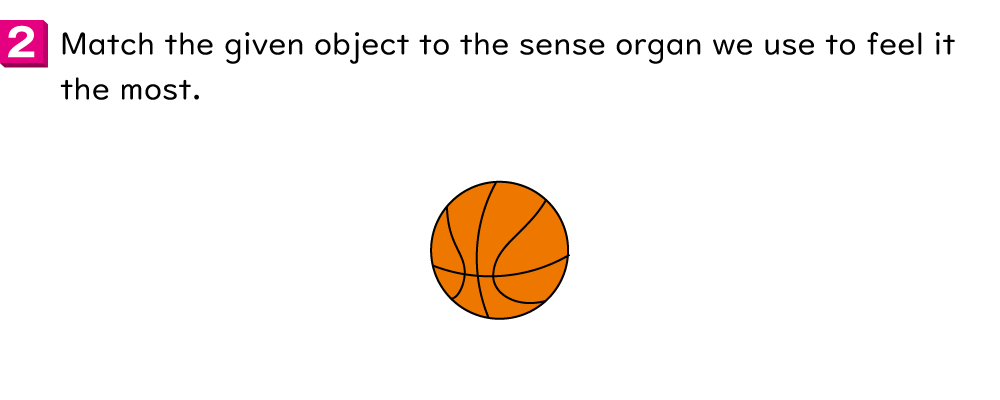 2 Match the given object to the sense organ we use to feel it
the most.